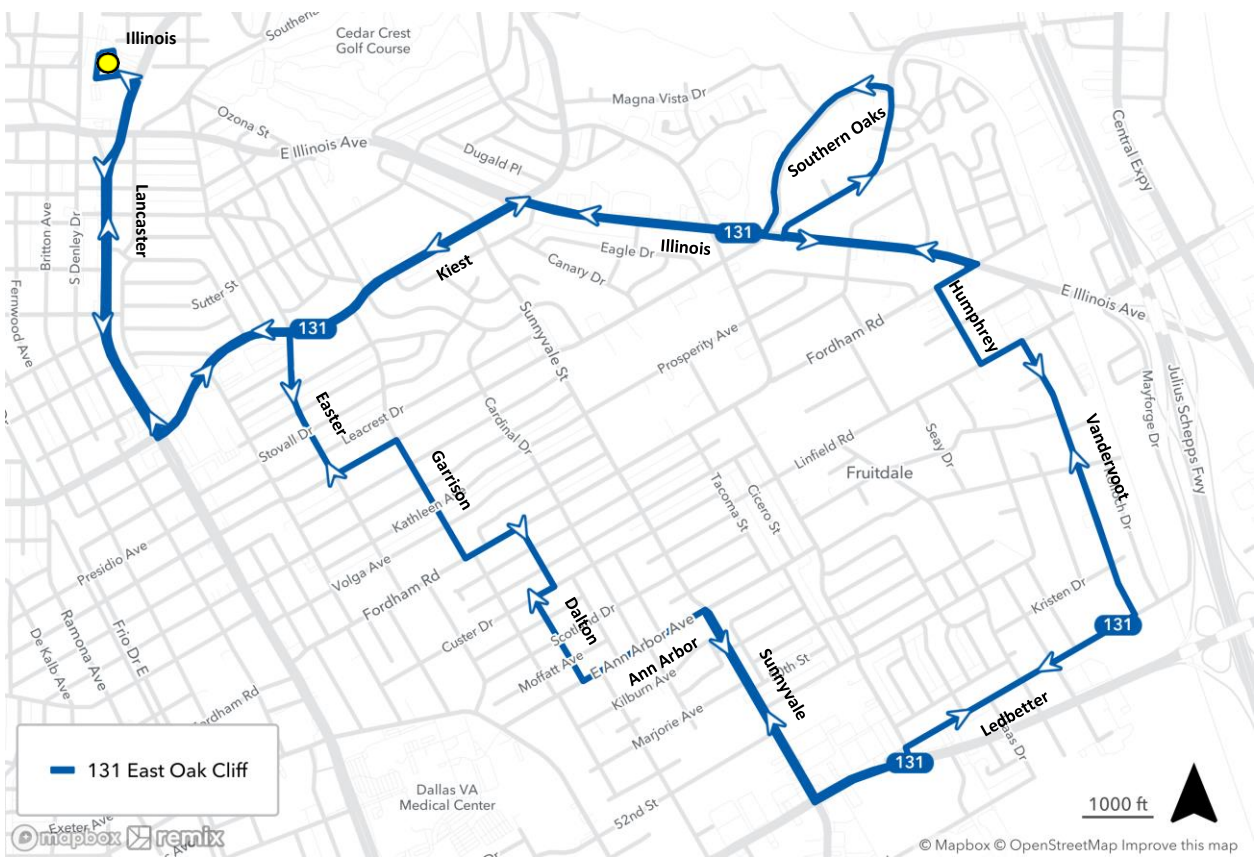 Illinois
Southern
Cedar Crest
Golf Course
Magna Vista Dr
Ozona St
E Illinois Ave
Dugald Pl
Southern Oaks
Central Expy
Lancaster
Britton Ave
S Denley Dr
131
Illinois
Eagle Dr
Canary Dr
Kiest
Sutter St
Fernwood Ave
131
Humphrey
E Illinois Ave
Sunnyvale St
Prosperity Ave
Fordham Rd
Mayforge Dr
Julius Schepps Fwy
Easter
Leacrest Dr
Stovall Dr
Cardinal Dr
Garrison
Linfield Rd
Seay Dr
Fruitdale
Vandervoot
Tacoma St
Cicero St
Kathleen Ave
Volga Ave
Fordham Rd
Presidio Ave
Ramona Ave
De Kalb Ave
Frio Dr E
Custer Dr
Dalton
Scotland Dr
Moffatt Ave
E Ann Arbor Ave
Ann Arbor
Kilburn Ave
Marjorie Ave
Sunnyvale
Kristen Dr
131
Ledbetter
131
52nd St
Dallas VA
Medical Center
131 East Oak Cliff
Exeter Ave
mapbox remix
1000 ft
© Mapbox © OpenStreetMap Improve this map